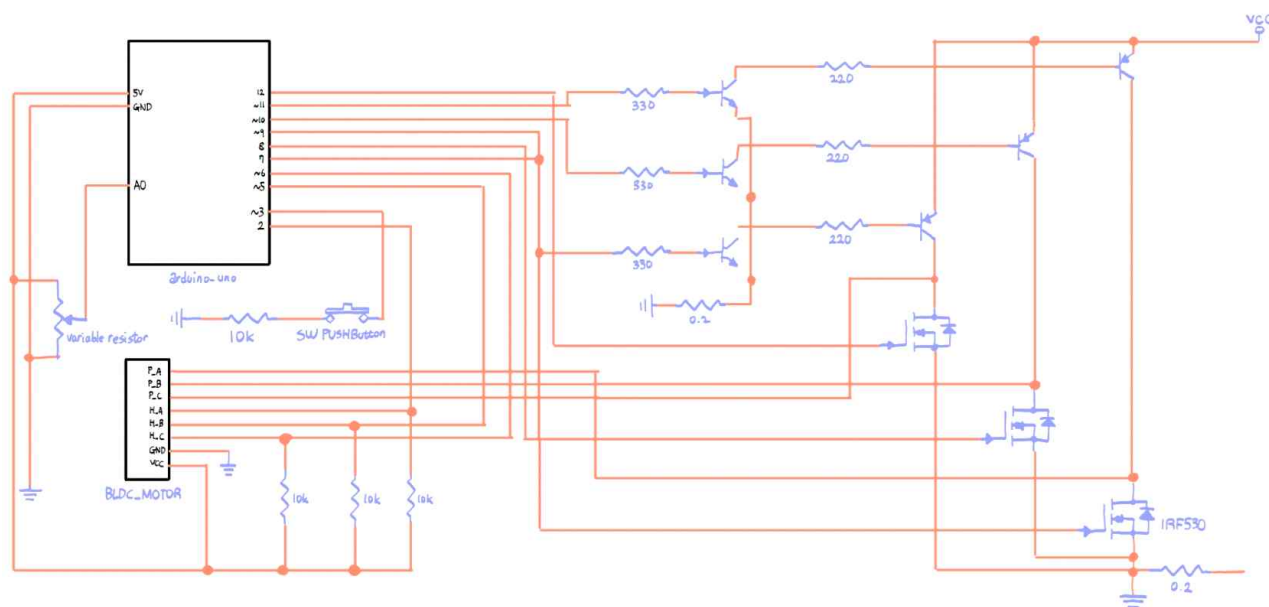 VCC
5V
GND
A0
12
~11
~10
~9
8
7
~6
~5
~3
2
arduino-uno
330
220
330
220
330
220
0.2
variable resistor
10k
SW PUSHButton
P_A
P_B
P_C
H_A
H_B
H_C
GND
VCC
BLDC_MOTOR
10k
10k
10k
IRF530
0.2